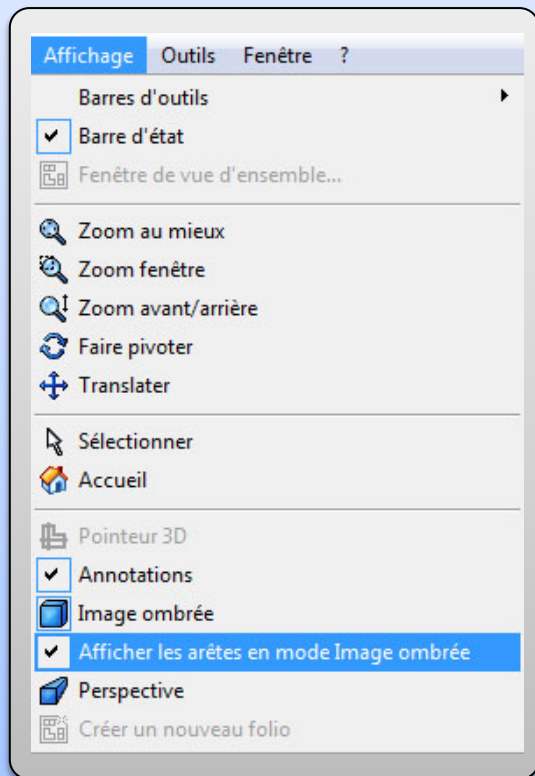 Affichage Outils Fenêtre ?
Barres d'outils
Barre d'état
Fenêtre de vue d'ensemble...
Zoom au mieux
Zoom fenêtre
Zoom avant/arrière
Faire pivoter
Translater
Sélectionner
Accueil
Pointeur 3D
Annotations
Image ombrée
Afficher les arêtes en mode Image ombrée
Perspective
Créer un nouveau folio